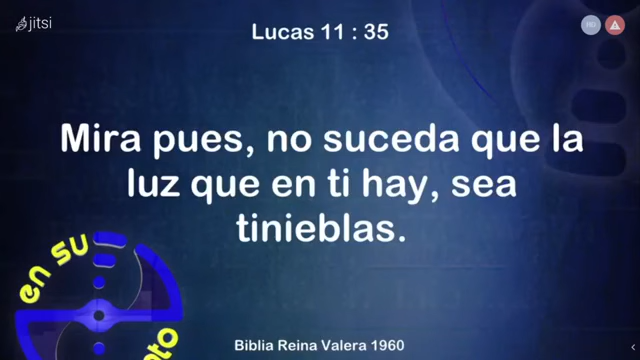 jitsi
Lucas 11 : 35
Mira pues, no suceda que la
luz que en ti hay, sea
tinieblas.
en su
Biblia Reina Valera 1960